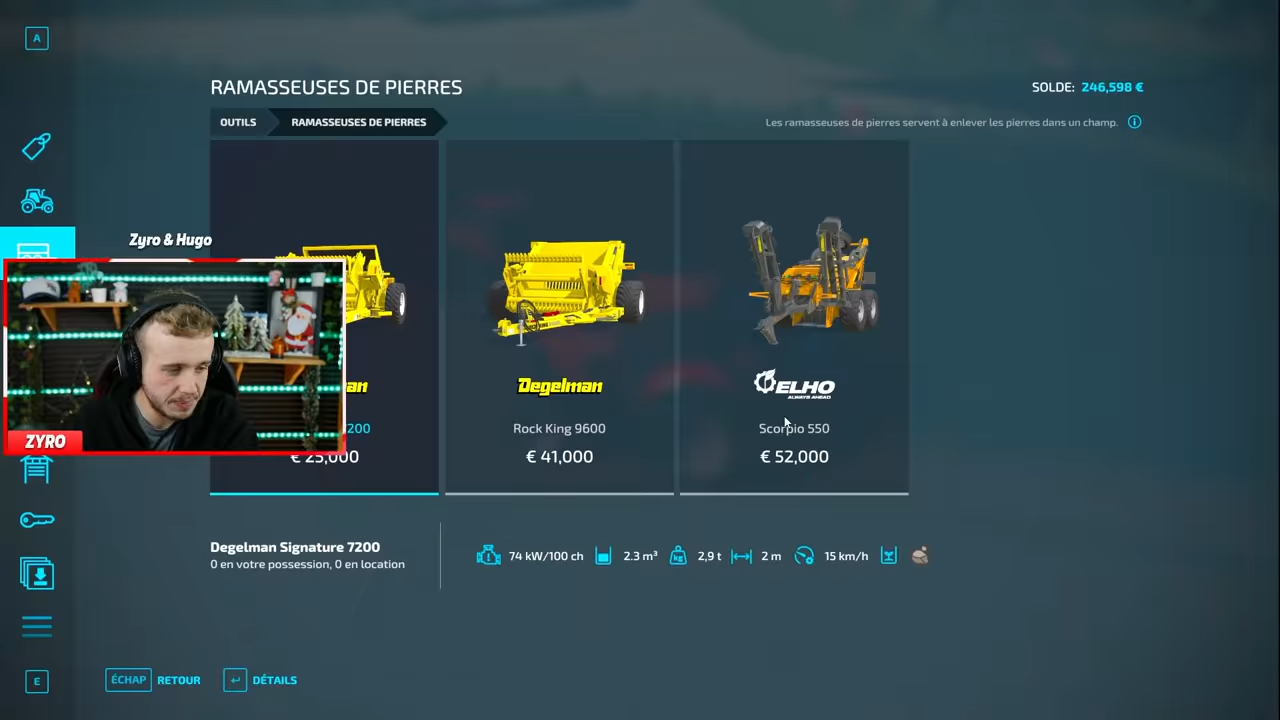 A
RAMASSEUSES DE PIERRES
SOLDE: 246,598 €
OUTILS
RAMASSEUSES DE PIERRES
Les ramasseuses de pierres servent à enlever les pierres dans un champ.
Zyro & Hugo
an
Degelman
ELHO
ALWAYS AHEAD
200
Rock King 9600
Scorpio 550
€ 25,000
€ 41,000
€ 52,000
ZYRO
Degelman Signature 7200
0 en votre possession, 0 en location
74 kW/100 ch
2.3 m³
kg
2,9 t
2 m
15 km/h
E
ÉCHAP RETOUR
DÉTAILS